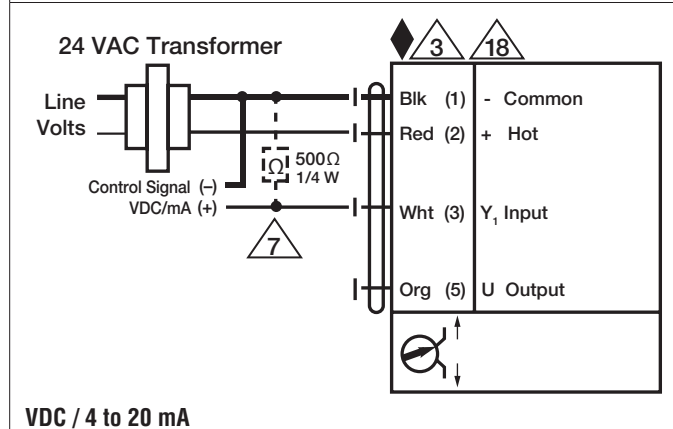 24 VAC Transformer
3
18
Line
Volts
Blk (1) - Common
Red (2) + Hot
Ω
500Ω
1/4 W
Control Signal (–)
VDC/mA (+)
7
Wht (3) Y₁ Input
Org (5) U Output
VDC / 4 to 20 mA